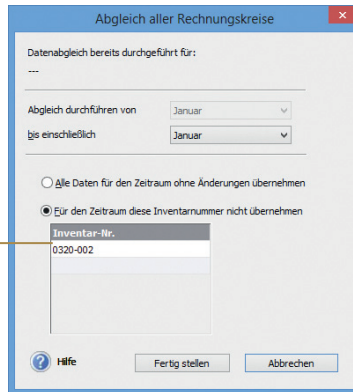 Abgleich aller Rechnungskreise
Datenabgleich bereits durchgeführt für:
---
Abgleich durchführen von Januar
bis einschließlich Januar
Alle Daten für den Zeitraum ohne Änderungen übernehmen
Für den Zeitraum diese Inventarnummer nicht übernehmen
Inventar-Nr.
0320-002
Hilfe Fertig stellen Abbrechen